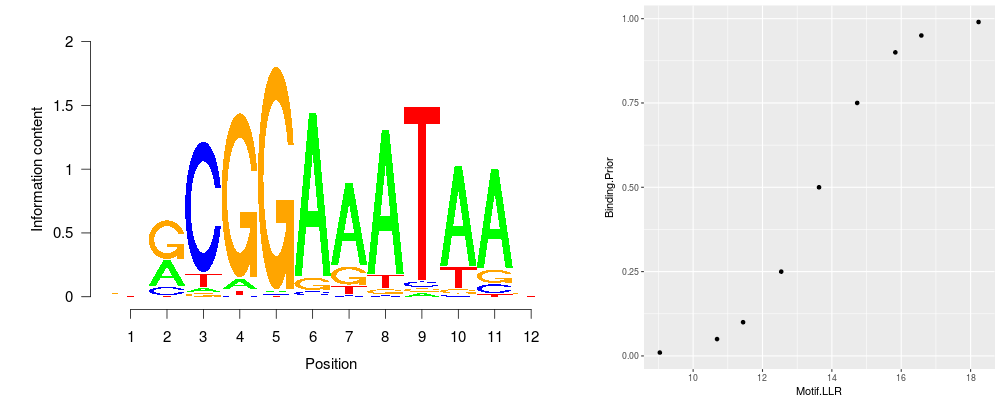 Information content
2
1.5
1
0.5
0
G
A
C
C
T
A
G
G
A
T
G
A
G
C
A
G
T
A
T
G
T
C
G
A
A
T
G
A
G
C
T
1 2 3 4 5 6 7 8 9 10 11 12
Position
Binding.Prior
1.00
0.75
0.50
0.25
0.00
10 12 14 16 18
Motif.LLR